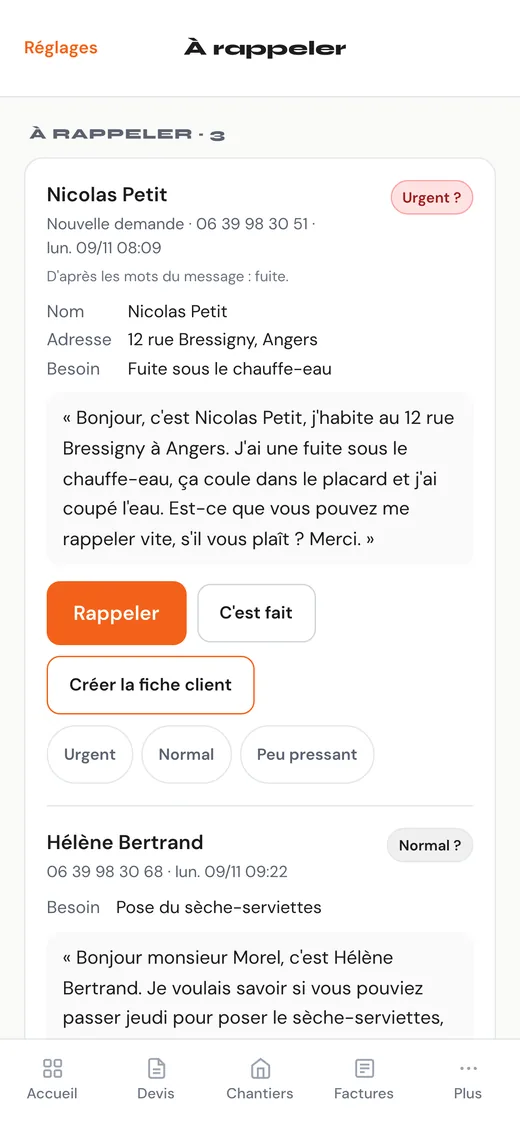 Réglages
À rappeler
À RAPPELER · 3
Nicolas Petit
Urgent ?
Nouvelle demande · 06 39 98 30 51 ·
lun. 09/11 08:09
D'après les mots du message : fuite.
Nom Nicolas Petit
Adresse 12 rue Bressigny, Angers
Besoin Fuite sous le chauffe-eau
« Bonjour, c'est Nicolas Petit, j'habite au 12 rue
Bressigny à Angers. J'ai une fuite sous le
chauffe-eau, ça coule dans le placard et j'ai
coupé l'eau. Est-ce que vous pouvez me
rappeler vite, s'il vous plaît ? Merci. »
Rappeler C'est fait
Créer la fiche client
Urgent Normal Peu pressant
Hélène Bertrand
Normal ?
06 39 98 30 68 · lun. 09/11 09:22
Besoin Pose du sèche-serviettes
« Bonjour monsieur Morel, c'est Hélène
Bertrand. Je voulais savoir si vous pouviez
passer jeudi pour poser le sèche-serviettes,
Accueil Devis Chantiers Factures Plus